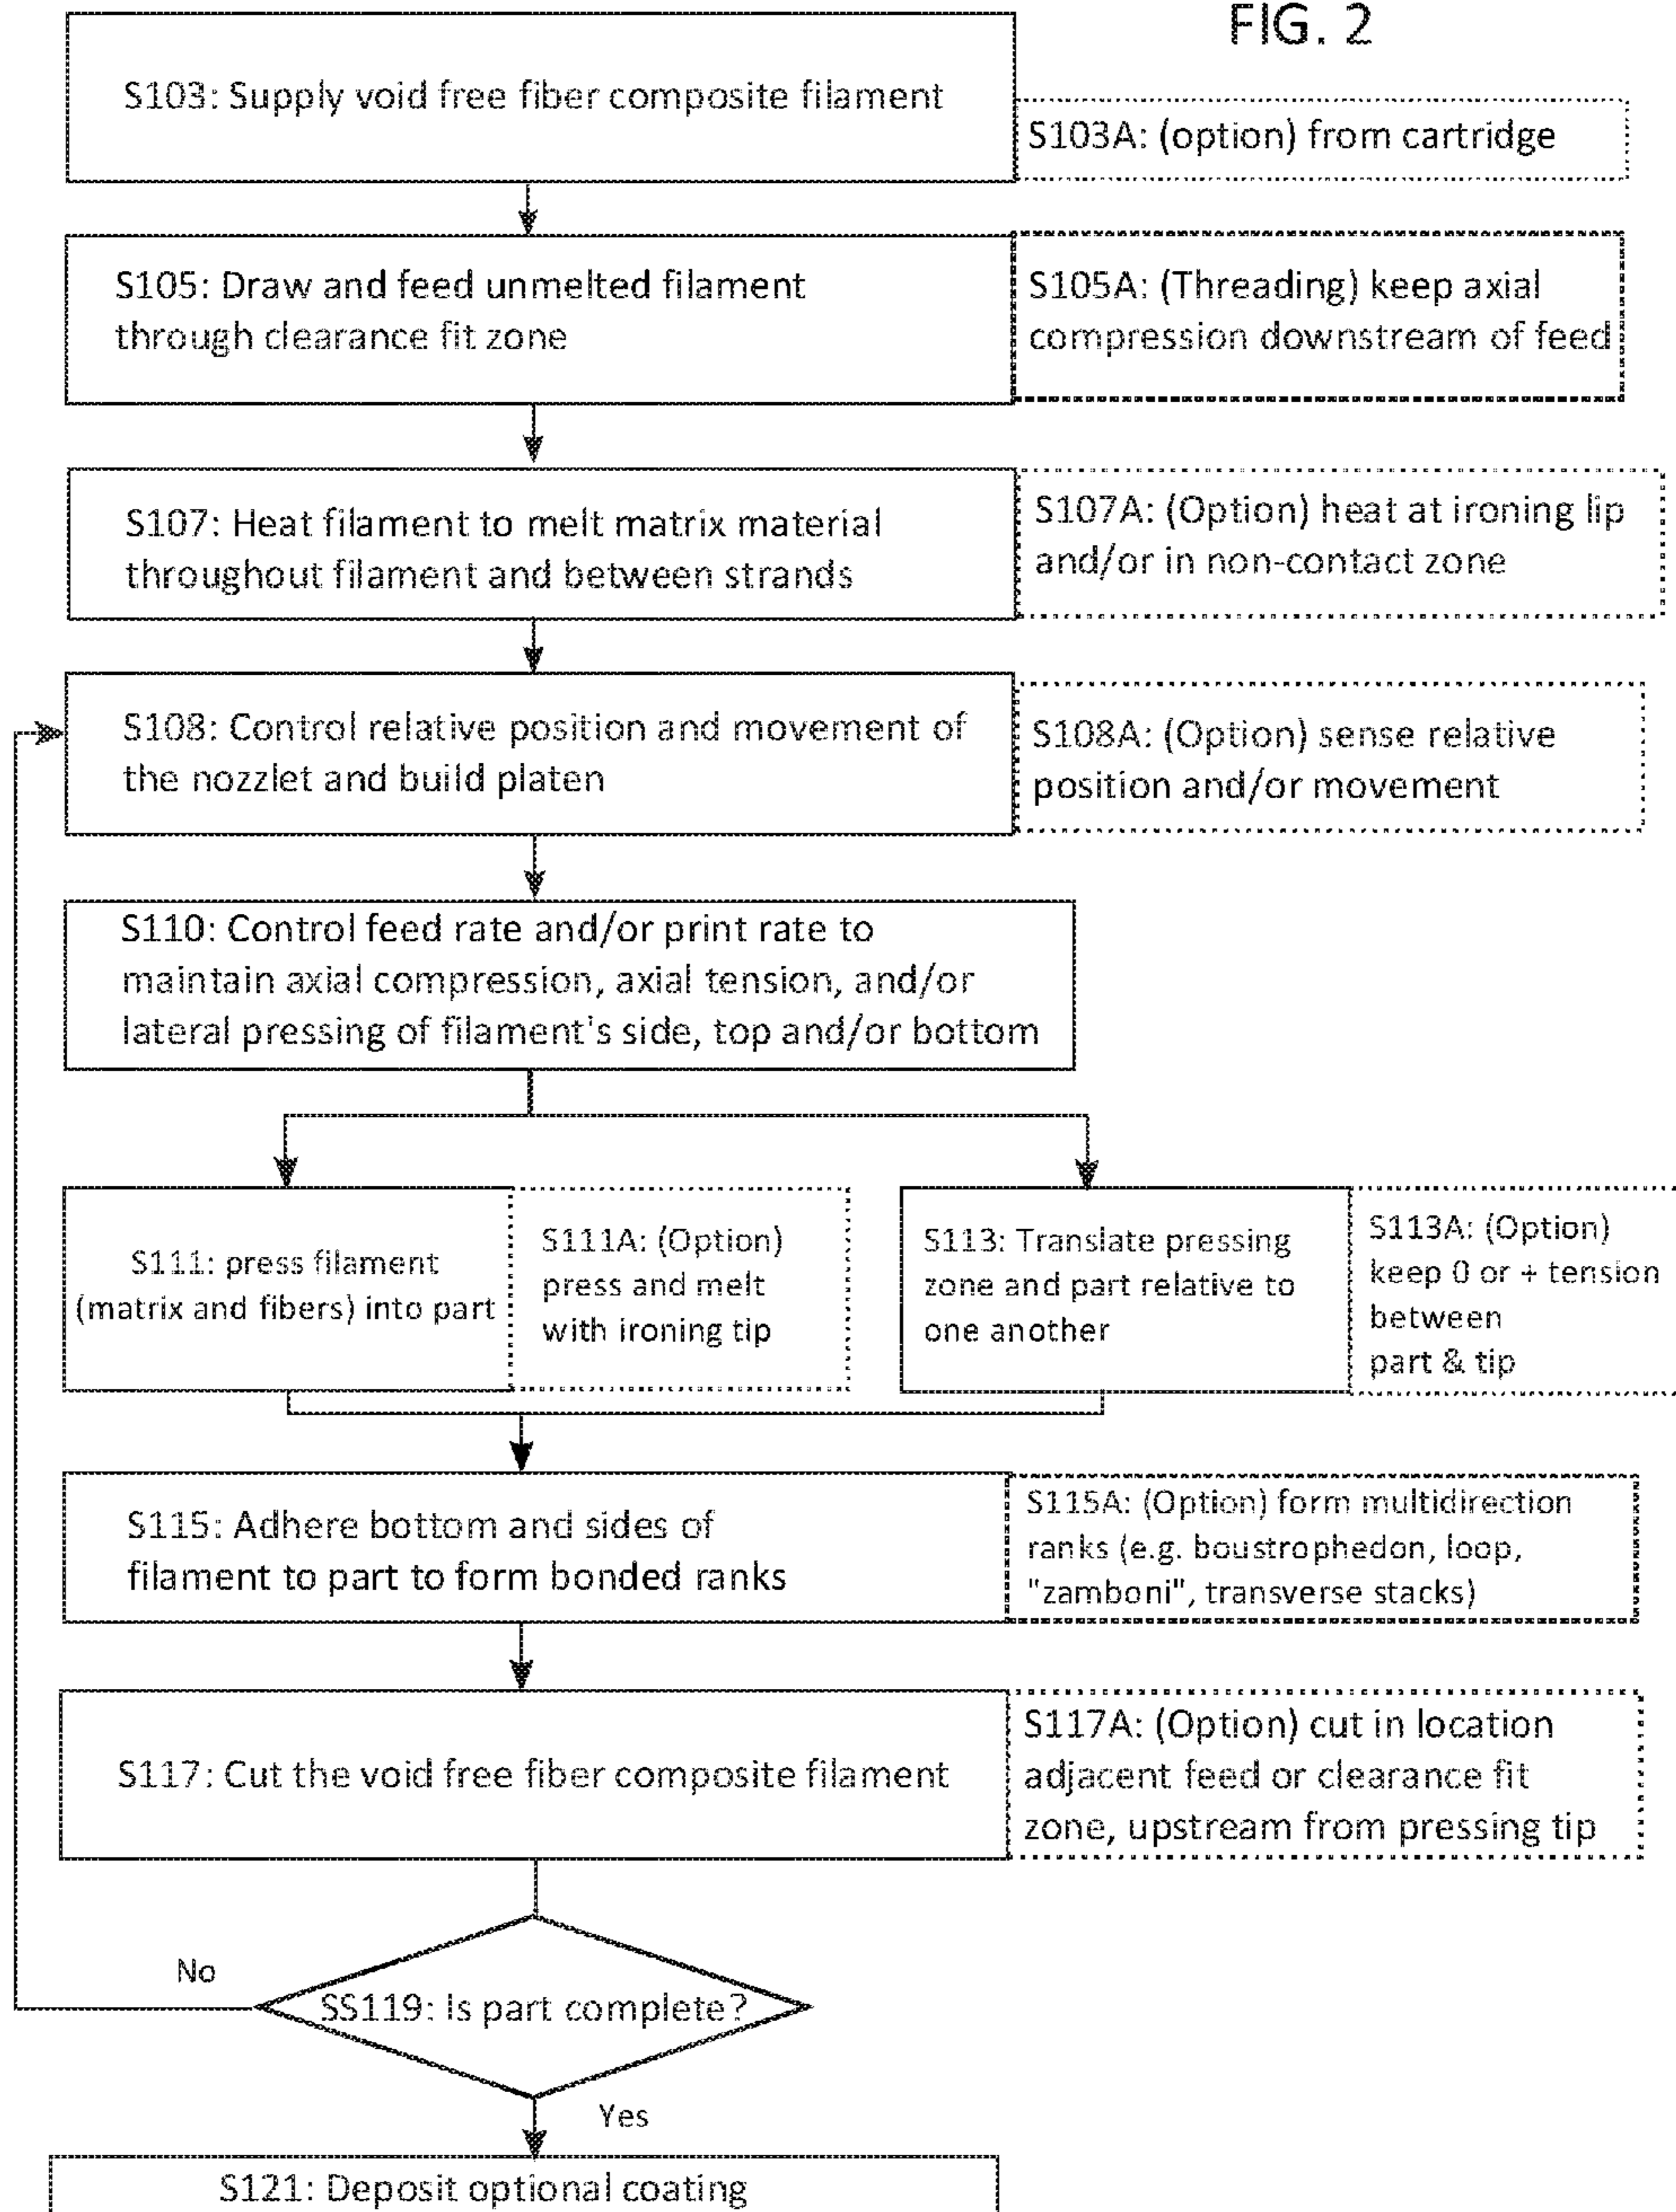 FIG. 2
S103: Supply void free fiber composite filament
S103A: (option) from cartridge
S105: Draw and feed unmelted filament
through clearance fit zone
S105A: (Threading) keep axial
compression downstream of feed
S107: Heat filament to melt matrix material
throughout filament and between strands
S107A: (Option) heat at ironing lip
and/or in non-contact zone
S108: Control relative position and movement of
the nozzlet and build platen
S108A: (Option) sense relative
position and/or movement
S110: Control feed rate and/or print rate to
maintain axial compression, axial tension, and/or
lateral pressing of filament's side, top and/or bottom
S111: press filament
(matrix and fibers) into part
S111A: (Option)
press and melt
with ironing tip
S113: Translate pressing
zone and part relative to
one another
S113A: (Option)
keep 0 or + tension
between
part & tip
S115: Adhere bottom and sides of
filament to part to form bonded ranks
S115A: (Option) form multidirection
ranks (e.g. boustrophedon, loop,
"zamboni", transverse stacks)
S117: Cut the void free fiber composite filament
S117A: (Option) cut in location
adjacent feed or clearance fit
zone, upstream from pressing tip
No
SS119: Is part complete?
Yes
S121: Deposit optional coating